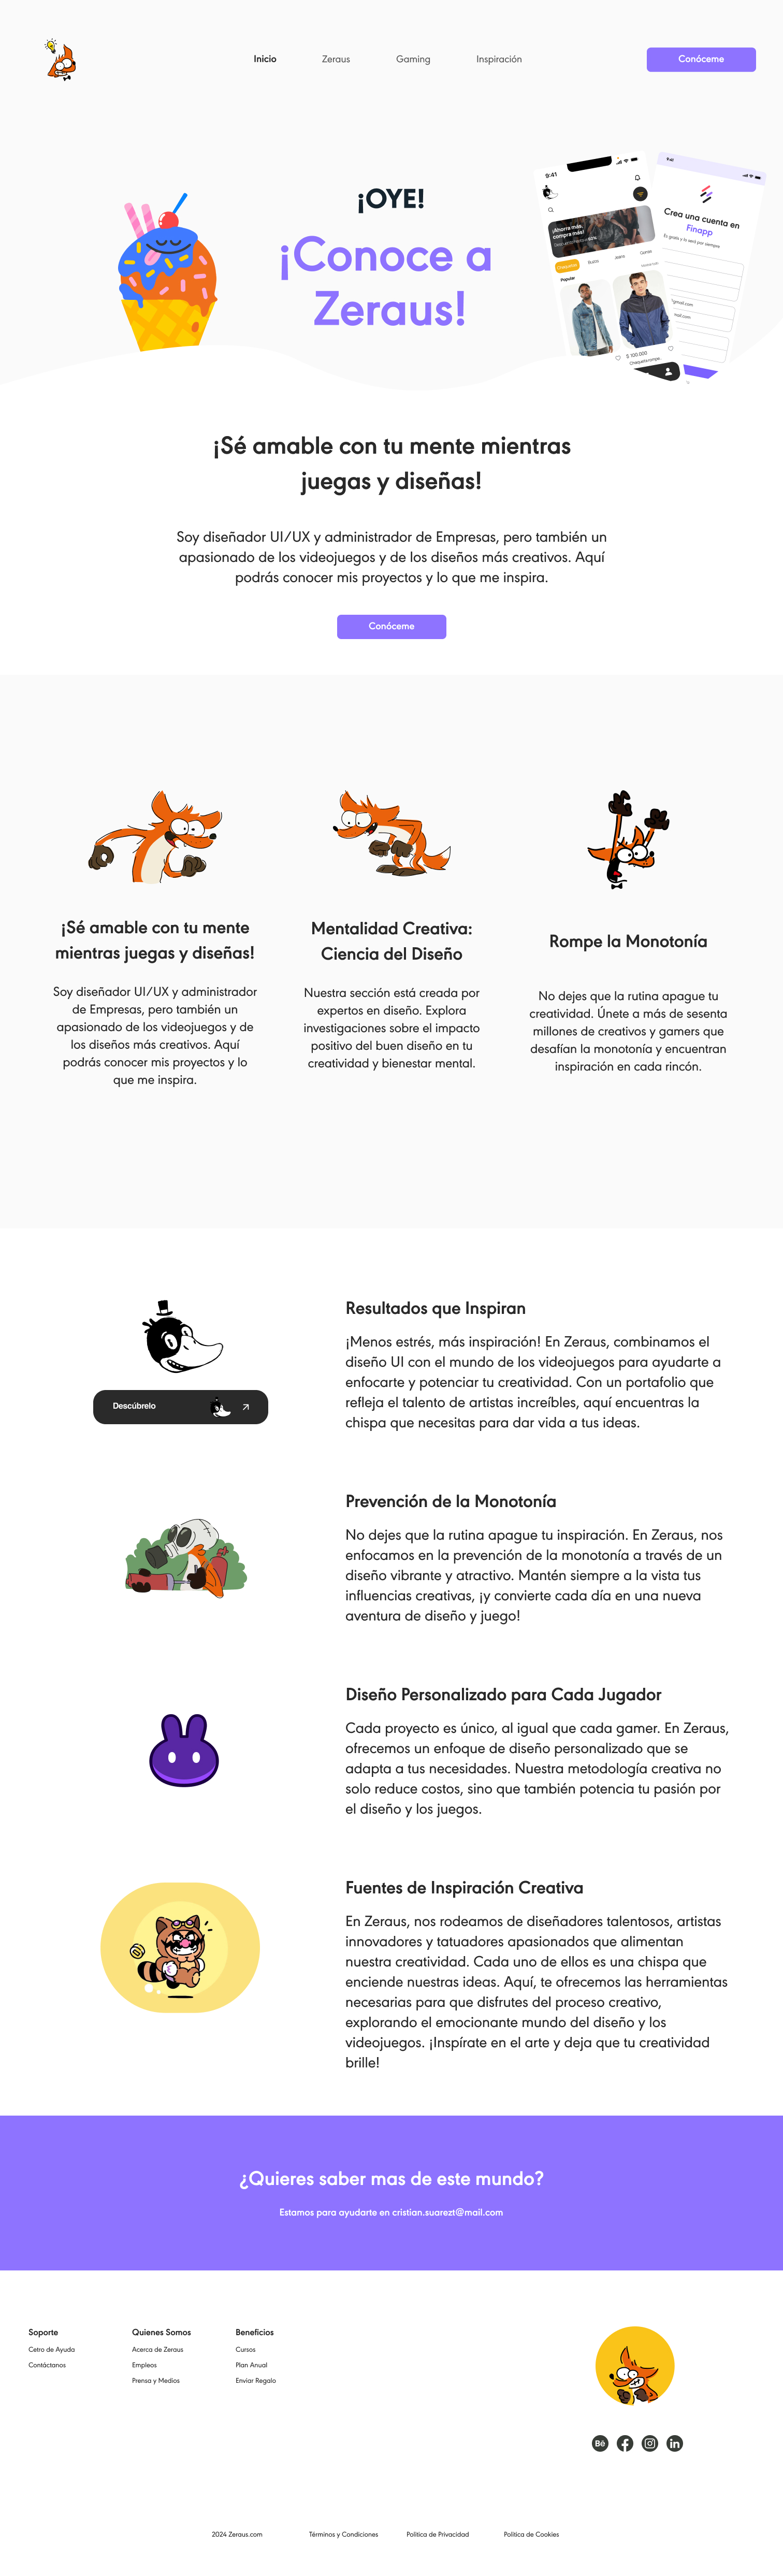 Inicio
Zeraus
Gaming
Inspiración
Conóceme
¡OYE!
¡Conoce a
Zeraus!
9:41
¡Ahorra más,
compra más!
60%
Buzos
Jeans
Gorras
Popular
$ 100.000
9:41
Crea una cuenta en
Finapp
Es gratis y lo será por siempre
¡Sé amable con tu mente mientras
juegas y diseñas!
Soy diseñador UI/UX y administrador de Empresas, pero también un
apasionado de los videojuegos y de los diseños más creativos. Aquí
podrás conocer mis proyectos y lo que me inspira.
Conóceme
¡Sé amable con tu mente
mientras juegas y diseñas!
Soy diseñador UI/UX y administrador
de Empresas, pero también un
apasionado de los videojuegos y de
los diseños más creativos. Aquí
podrás conocer mis proyectos y lo
que me inspira.
Mentalidad Creativa:
Ciencia del Diseño
Nuestra sección está creada por
expertos en diseño. Explora
investigaciones sobre el impacto
positivo del buen diseño en tu
creatividad y bienestar mental.
Rompe la Monotonía
No dejes que la rutina apague tu
creatividad. Únete a más de sesenta
millones de creativos y gamers que
desafían la monotonía y encuentran
inspiración en cada rincón.
Descúbrelo
Resultados que Inspiran
¡Menos estrés, más inspiración! En Zeraus, combinamos el
diseño UI con el mundo de los videojuegos para ayudarte a
enfocarte y potenciar tu creatividad. Con un portafolio que
refleja el talento de artistas increíbles, aquí encuentras la
chispa que necesitas para dar vida a tus ideas.
Prevención de la Monotonía
No dejes que la rutina apague tu inspiración. En Zeraus, nos
enfocamos en la prevención de la monotonía a través de un
diseño vibrante y atractivo. Mantén siempre a la vista tus
influencias creativas, ¡y convierte cada día en una nueva
aventura de diseño y juego!
Diseño Personalizado para Cada Jugador
Cada proyecto es único, al igual que cada gamer. En Zeraus,
ofrecemos un enfoque de diseño personalizado que se
adapta a tus necesidades. Nuestra metodología creativa no
solo reduce costos, sino que también potencia tu pasión por
el diseño y los juegos.
Fuentes de Inspiración Creativa
En Zeraus, nos rodeamos de diseñadores talentosos, artistas
innovadores y tatuadores apasionados que alimentan
nuestra creatividad. Cada uno de ellos es una chispa que
enciende nuestras ideas. Aquí, te ofrecemos las herramientas
necesarias para que disfrutes del proceso creativo,
explorando el emocionante mundo del diseño y los
videojuegos. ¡Inspírate en el arte y deja que tu creatividad
brille!
¿Quieres saber mas de este mundo?
Estamos para ayudarte en cristian.suarezt@mail.com
Soporte
Cetro de Ayuda
Contáctanos
Quienes Somos
Acerca de Zeraus
Empleos
Prensa y Medios
Beneficios
Cursos
Plan Anual
Enviar Regalo
Bē
in
2024 Zeraus.com
Términos y Condiciones
Politica de Privacidad
Politica de Cookies